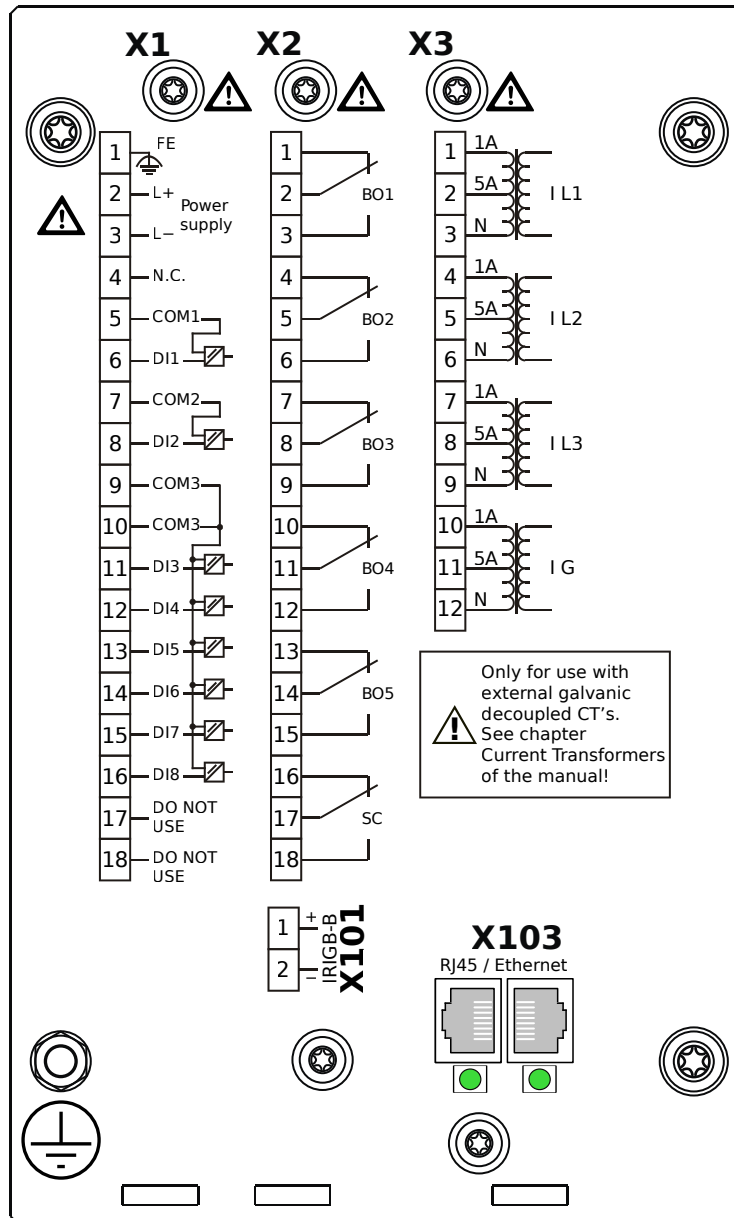 X1 X2 X3
1 FE
2 L+
Power
supply
3 L−
4 N.C.
5 COM1
6 DI1
7 COM2
8 DI2
9 COM3
10 COM3
11 DI3
12 DI4
13 DI5
14 DI6
15 DI7
16 DI8
17 DO NOT
USE
18 DO NOT
USE
1
2 BO1
3
4
5 BO2
6
7
8 BO3
9
10
11 BO4
12
13
14 BO5
15
16
17 SC
18
1 1A
2 5A I L1
3 N
4 1A
5 5A I L2
6 N
7 1A
8 5A I L3
9 N
10 1A
11 5A I G
12 N
Only for use with
external galvanic
decoupled CT's.
See chapter
Current Transformers
of the manual!
1 +
2 −
IRIGB-B
X101
X103
RJ45 / Ethernet